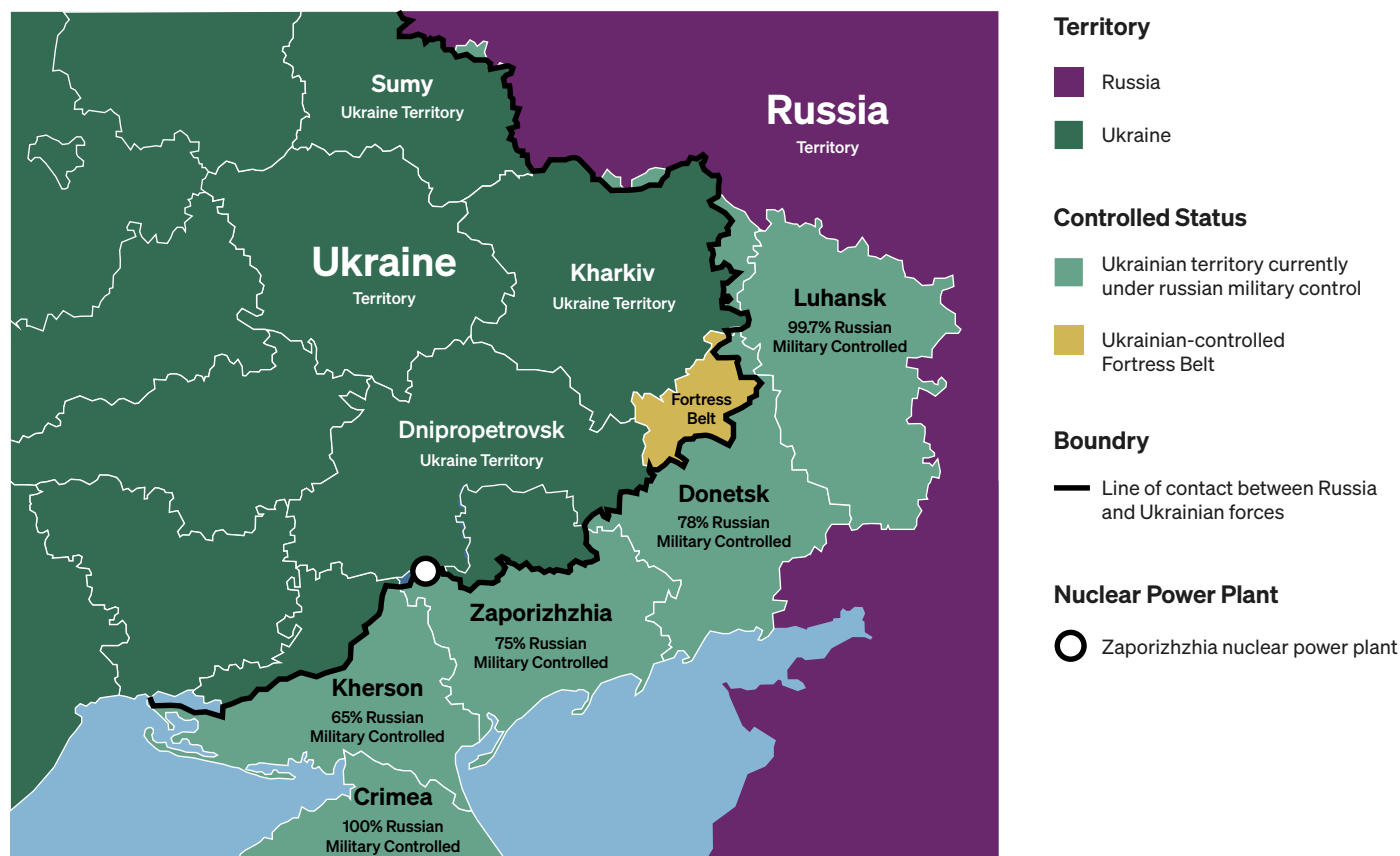 Sumy
Ukraine Territory
Russia
Territory
Ukraine
Territory
Kharkiv
Ukraine Territory
Luhansk
99.7% Russian
Military Controlled
Fortress
Belt
Dnipropetrovsk
Ukraine Territory
Donetsk
78% Russian
Military Controlled
Zaporizhzhia
75% Russian
Military Controlled
Kherson
65% Russian
Military Controlled
Crimea
100% Russian
Military Controlled
Territory
Russia
Ukraine
Controlled Status
Ukrainian territory currently
under russian military control
Ukrainian-controlled
Fortress Belt
Boundry
Line of contact between Russia
and Ukrainian forces
Nuclear Power Plant
Zaporizhzhia nuclear power plant